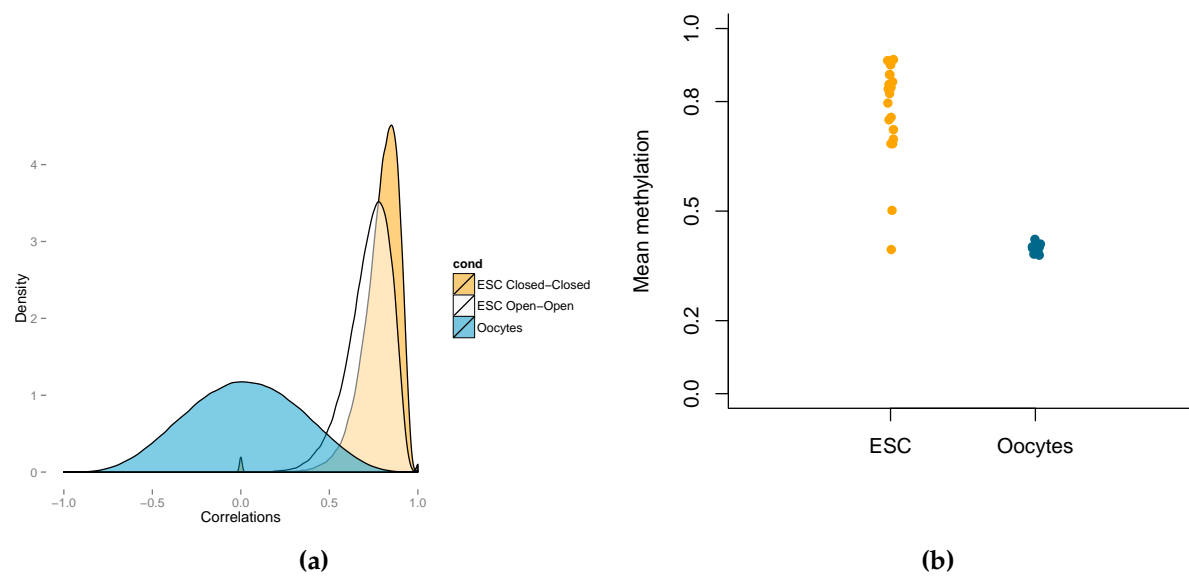 4
3
2
1
0
Density
−1.0 −0.5 0.0 0.5 1.0
Correlations
cond
ESC Closed−Closed
ESC Open−Open
Oocytes
(a)
1.0
0.8
0.5
0.2
0.0
Mean methylation
ESC Oocytes
(b)